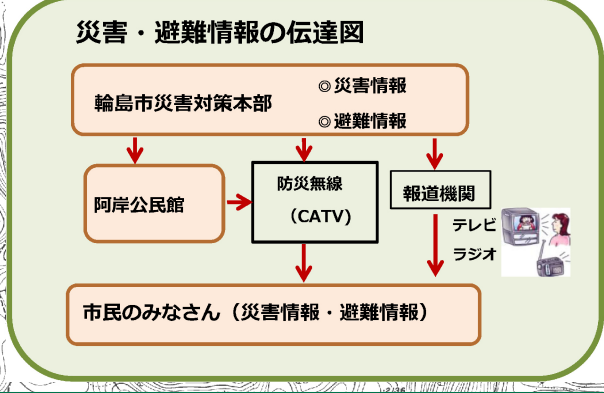 災害・避難情報の伝達図
輪島市災害対策本部
◎災害情報
◎避難情報
阿岸公民館
防災無線
（CATV）
報道機関
テレビ
ラジオ
市民のみなさん（災害情報・避難情報）